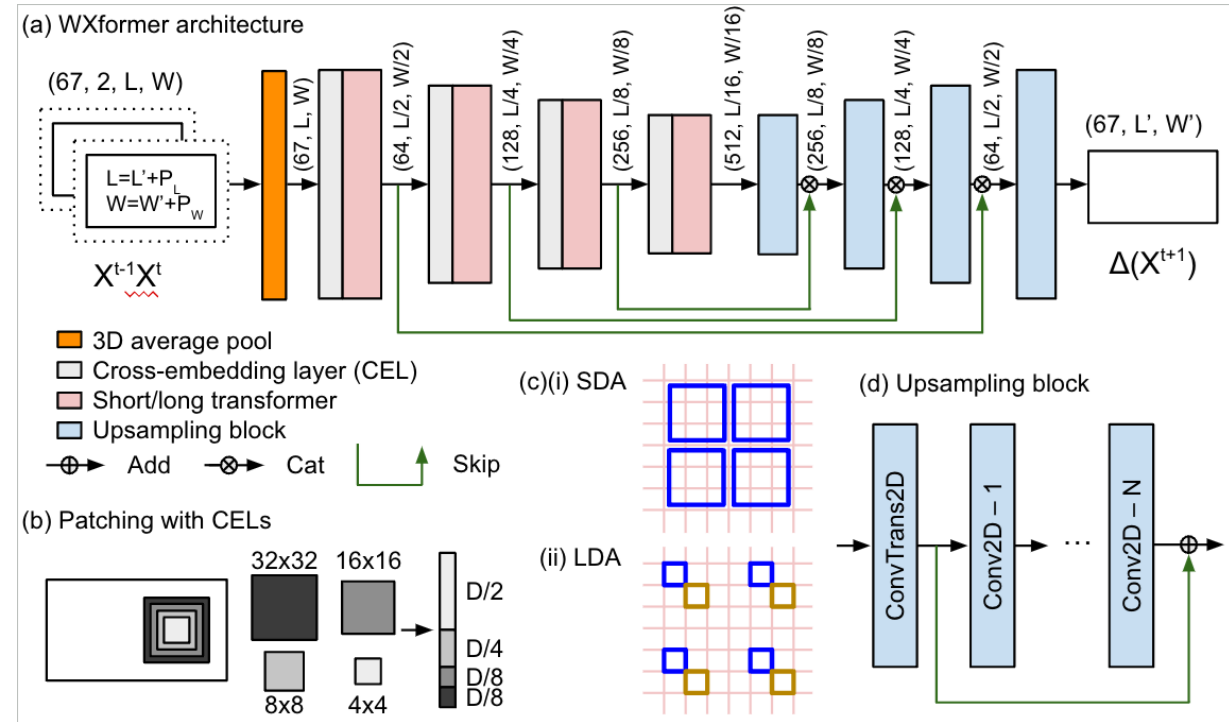 (a) WXformer architecture
(67, 2, L, W)
L=L'+P_L
W=W'+P_W
X^{t-1}X^t
(67, L, W)
(64, L/2, W/2)
(128, L/4, W/4)
(256, L/8, W/8)
(512, L/16, W/16)
(256, L/8, W/8)
(128, L/4, W/4)
(64, L/2, W/2)
(67, L', W')
Δ(X^{t+1})
3D average pool
Cross-embedding layer (CEL)
Short/long transformer
Upsampling block
Add
Cat
Skip
(b) Patching with CELs
32x32
16x16
8x8
4x4
D/2
D/4
D/8
D/8
(c)(i) SDA
(ii) LDA
(d) Upsampling block
ConvTrans2D
Conv2D – 1
...
Conv2D – N